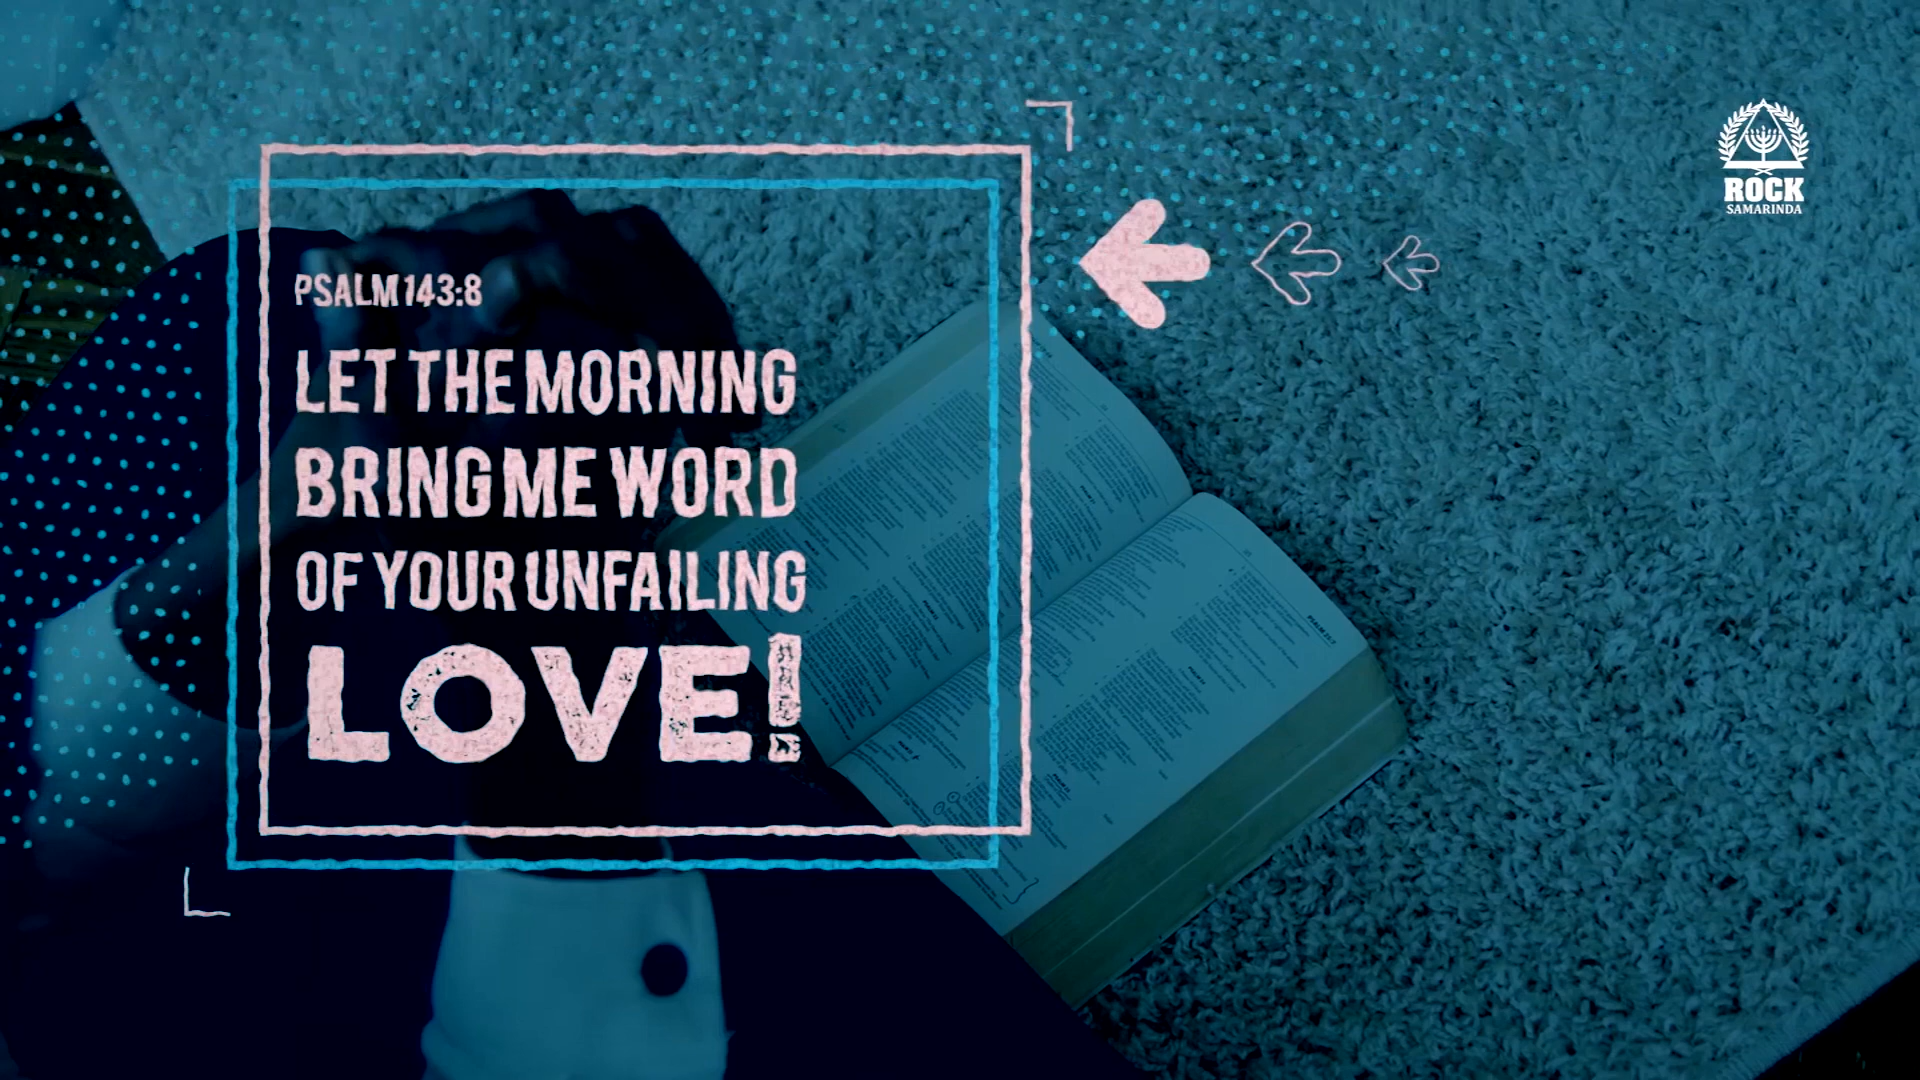 PSALM 143:8
LET THE MORNING
BRING ME WORD
OF YOUR UNFAILING
LOVE!
ROCK
SAMARINDA